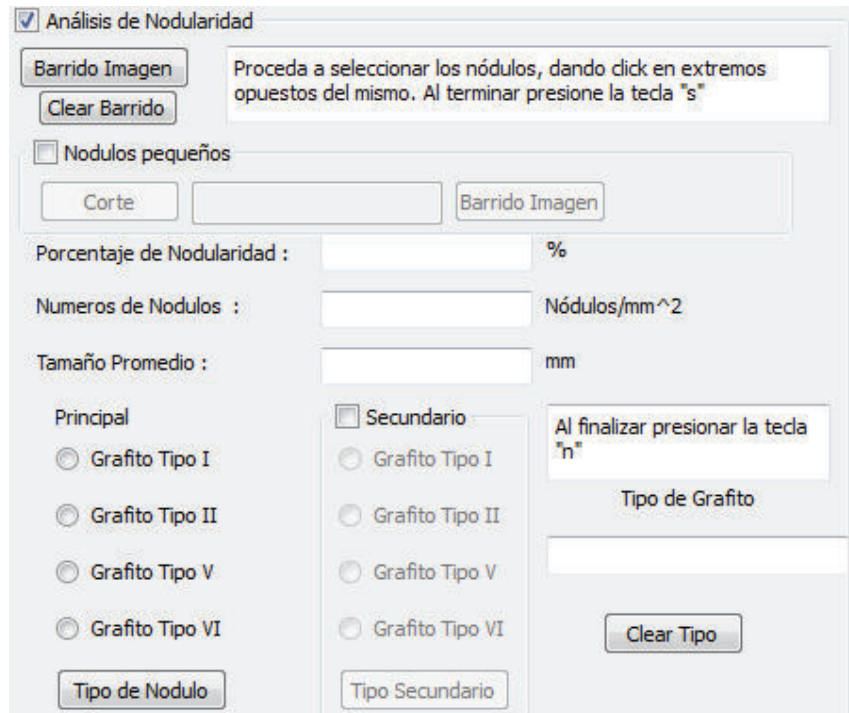 Análisis de Nodularidad
Barrido Imagen
Clear Barrido
Proceda a seleccionar los nódulos, dando click en extremos
opuestos del mismo. Al terminar presione la tecla "s"
Nodulos pequeños
Corte
Barrido Imagen
Porcentaje de Nodularidad :
%
Numeros de Nodulos :
Nódulos/mm^2
Tamaño Promedio :
mm
Principal
Grafito Tipo I
Grafito Tipo II
Grafito Tipo V
Grafito Tipo VI
Tipo de Nodulo
Secundario
Grafito Tipo I
Grafito Tipo II
Grafito Tipo V
Grafito Tipo VI
Tipo Secundario
Al finalizar presionar la tecla
"n"
Tipo de Grafito
Clear Tipo